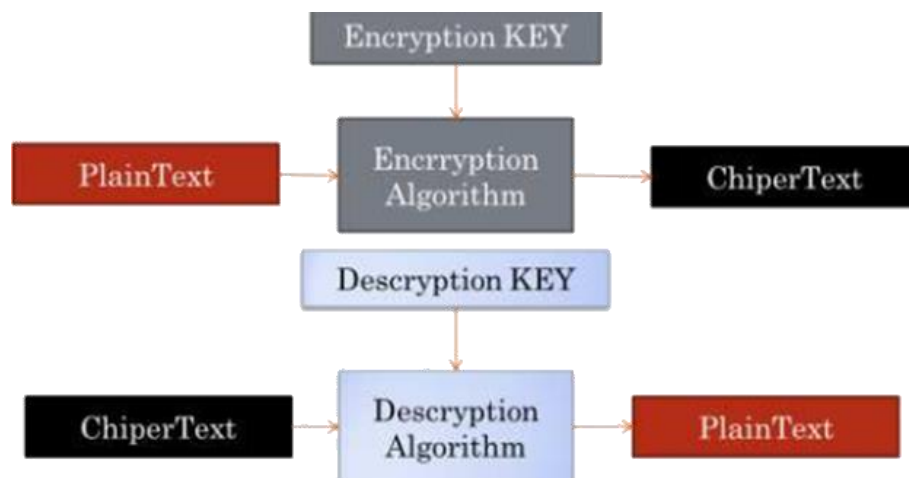 Encryption KEY
PlainText
Encrryption
Algorithm
ChiperText
Descryption KEY
ChiperText
Descryption
Algorithm
PlainText